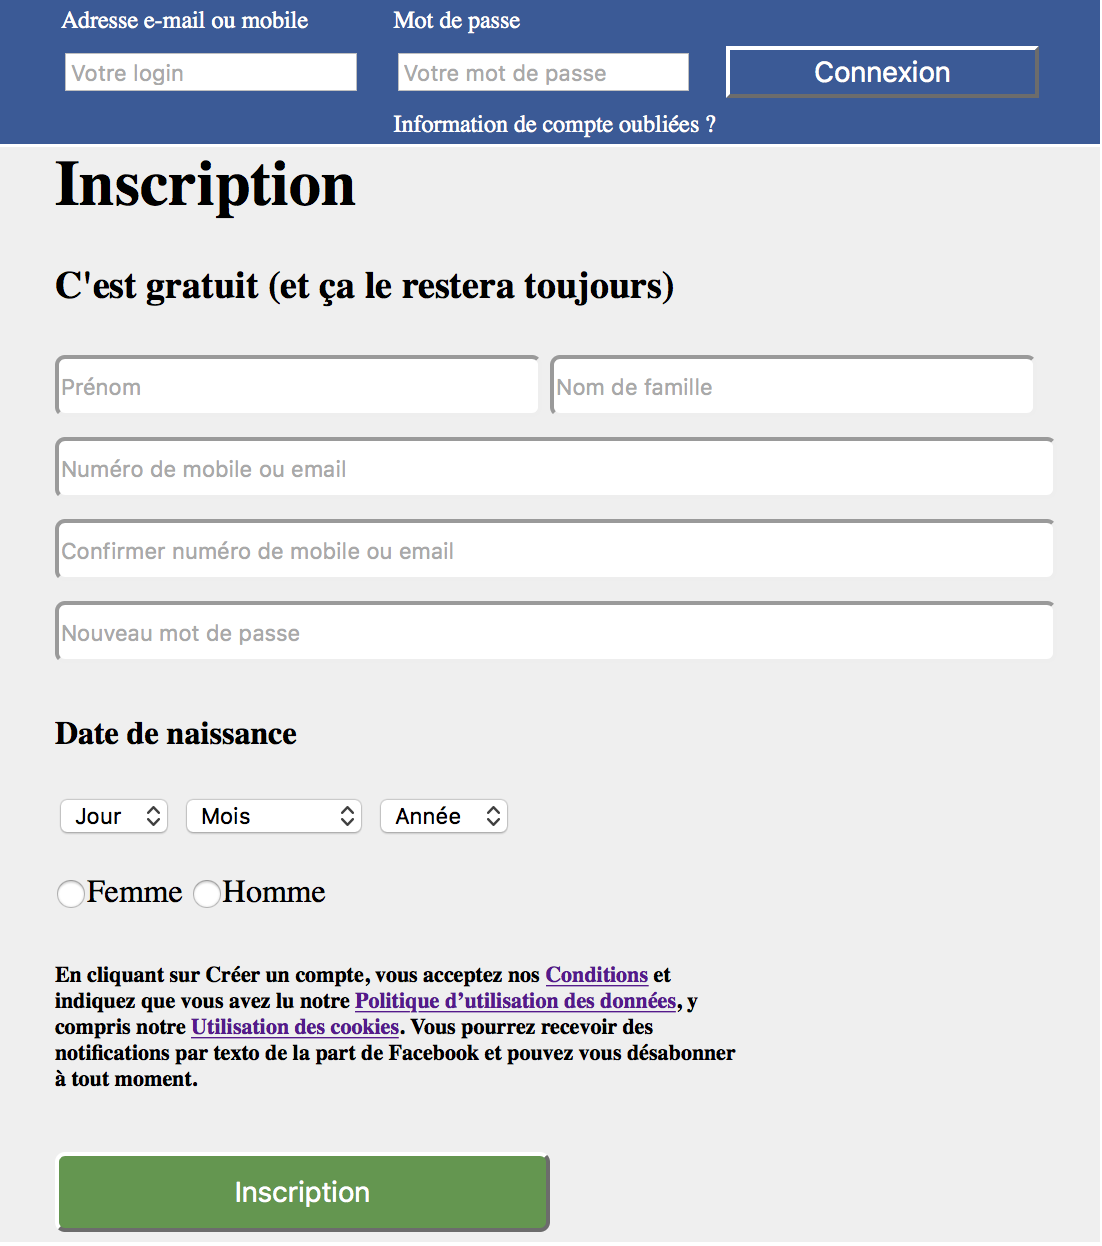 Adresse e-mail ou mobile Mot de passe
Votre login Votre mot de passe Connexion
Information de compte oubliées ?
Inscription
C'est gratuit (et ça le restera toujours)
Prénom Nom de famille
Numéro de mobile ou email
Confirmer numéro de mobile ou email
Nouveau mot de passe
Date de naissance
Jour Mois Année
Femme Homme
En cliquant sur Créer un compte, vous acceptez nos Conditions et
indiquez que vous avez lu notre Politique d’utilisation des données, y
compris notre Utilisation des cookies. Vous pourrez recevoir des
notifications par texto de la part de Facebook et pouvez vous désabonner
à tout moment.
Inscription